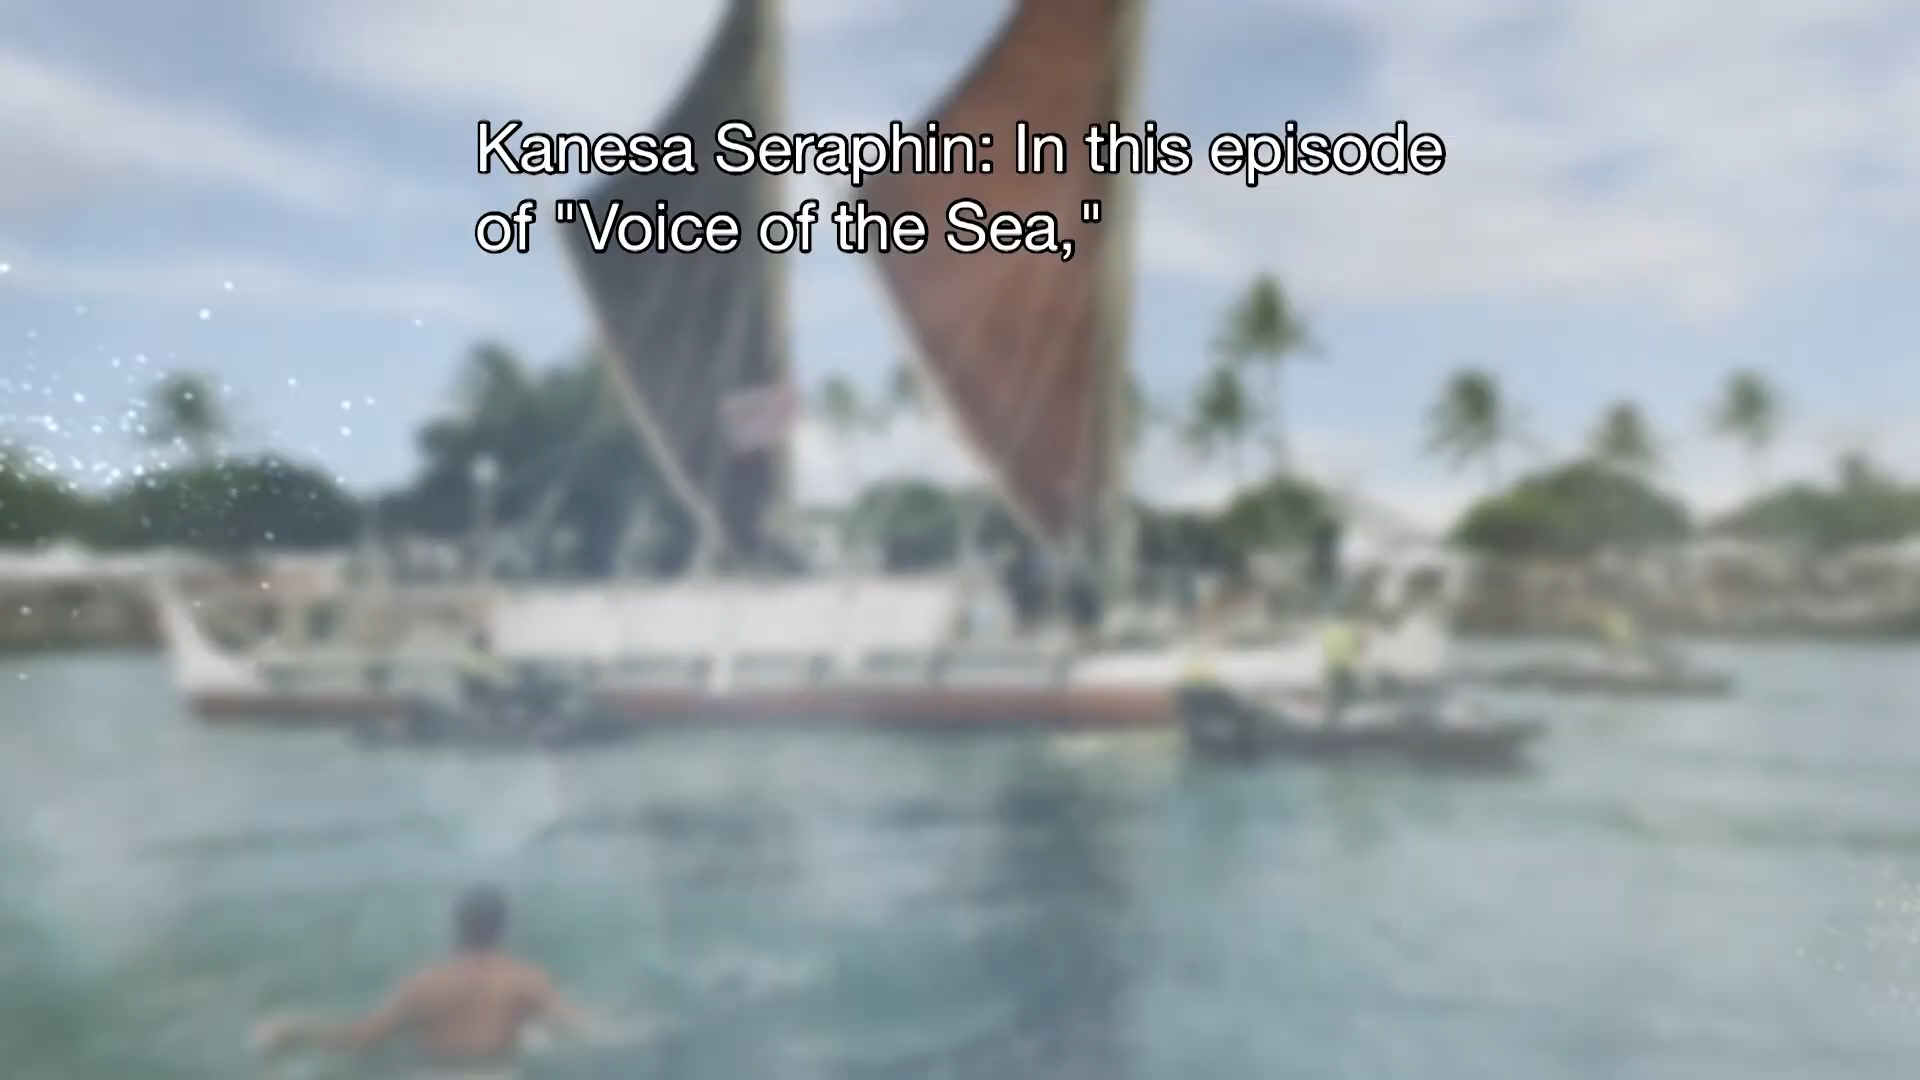 Kanesa Seraphin: In this episode
of "Voice of the Sea,"